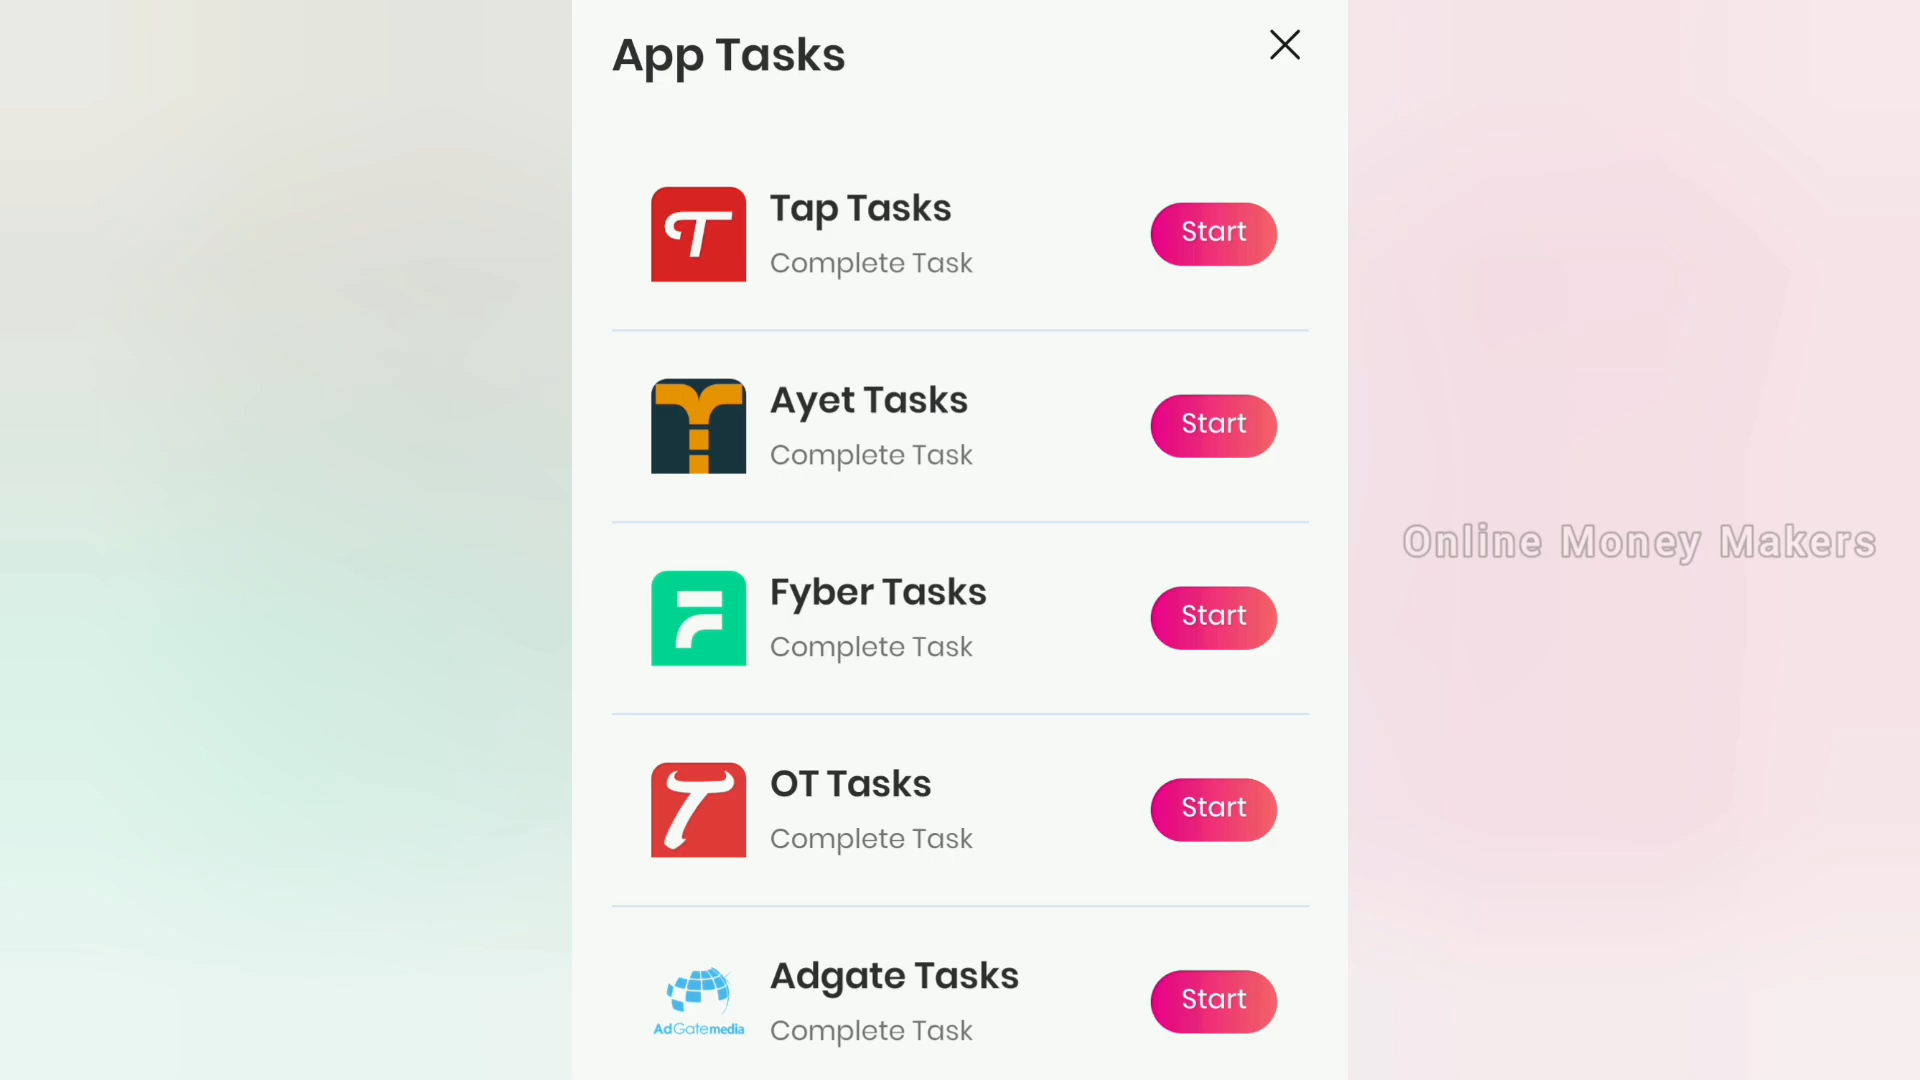 App Tasks
Tap Tasks
Complete Task
Start
Ayet Tasks
Complete Task
Start
Fyber Tasks
Complete Task
Start
OT Tasks
Complete Task
Start
Adgate Tasks
Complete Task
Start
AdGatemedia
Online Money Makers